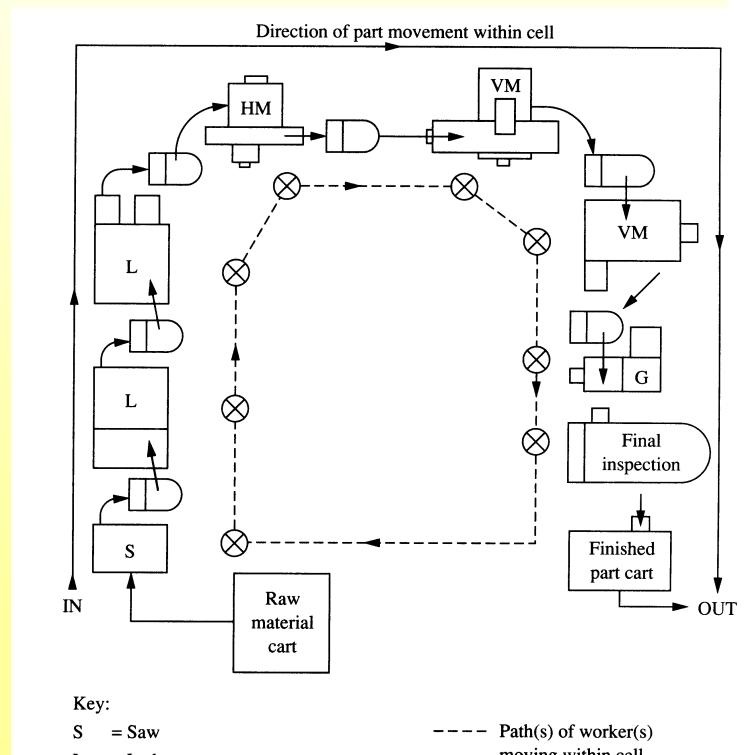 Direction of part movement within cell
HM
VM
VM
L
L
G
Final
inspection
S
Finished
part cart
IN
OUT
Raw
material
cart
Key:
S = Saw
Path(s) of worker(s)
moving within cell